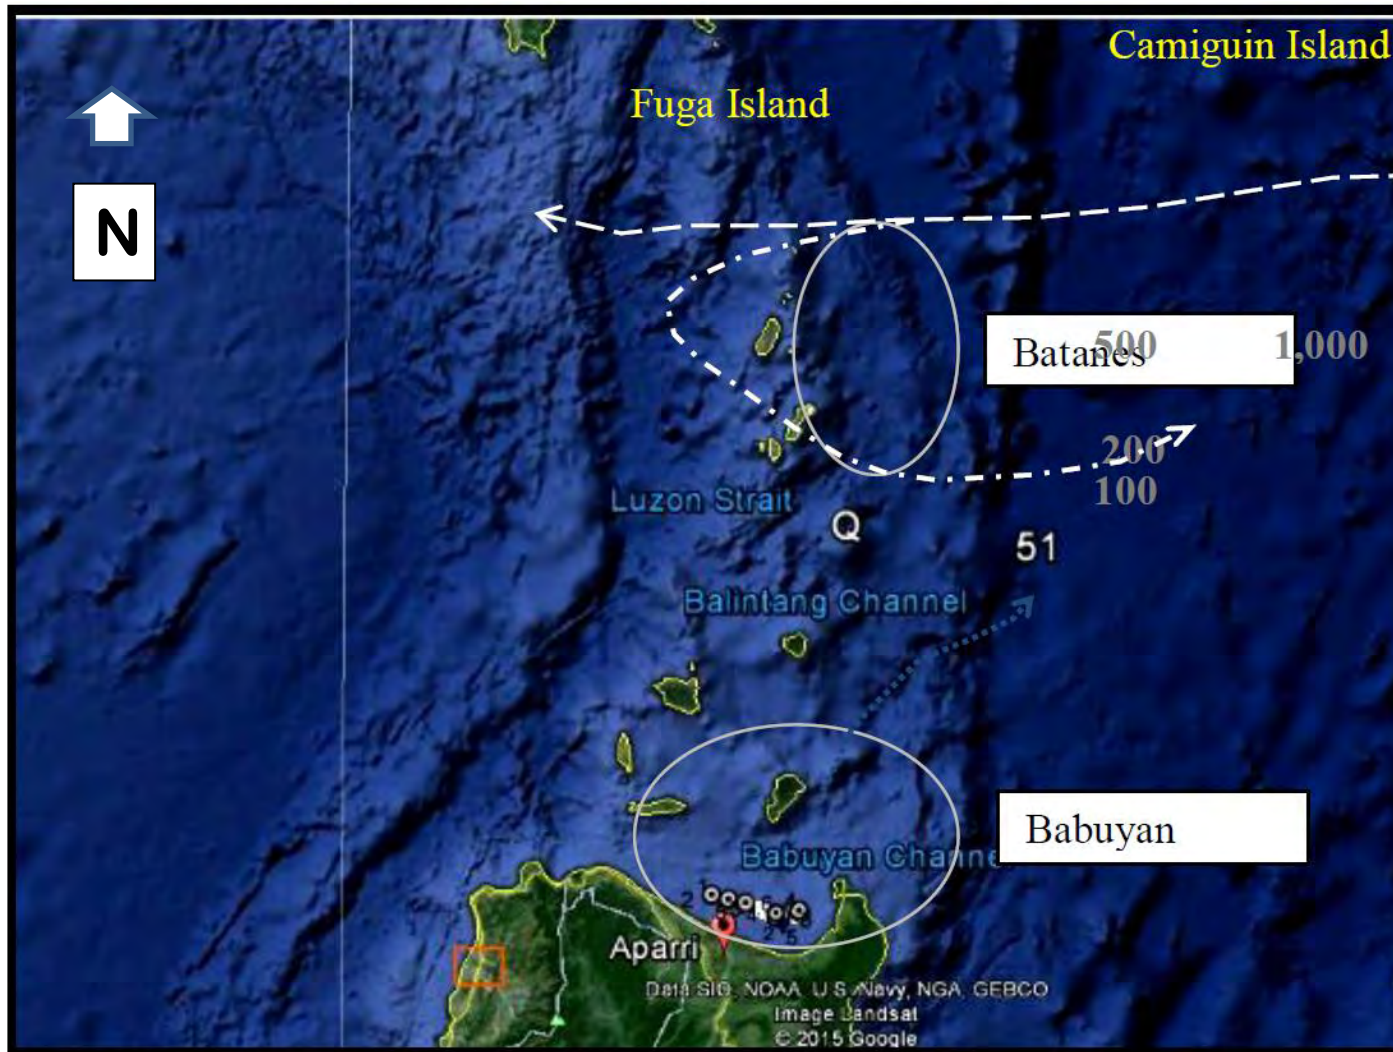 Camiguin Island
Fuga Island
N
Batanes
500
1,000
200
100
Luzon Strait
Q
51
Balintang Channel
Babuyan
Babuyan Channe
Aparri
Data SIO, NOAA, U.S. Navy, NGA, GEBCO
Image Landsat
© 2015 Google